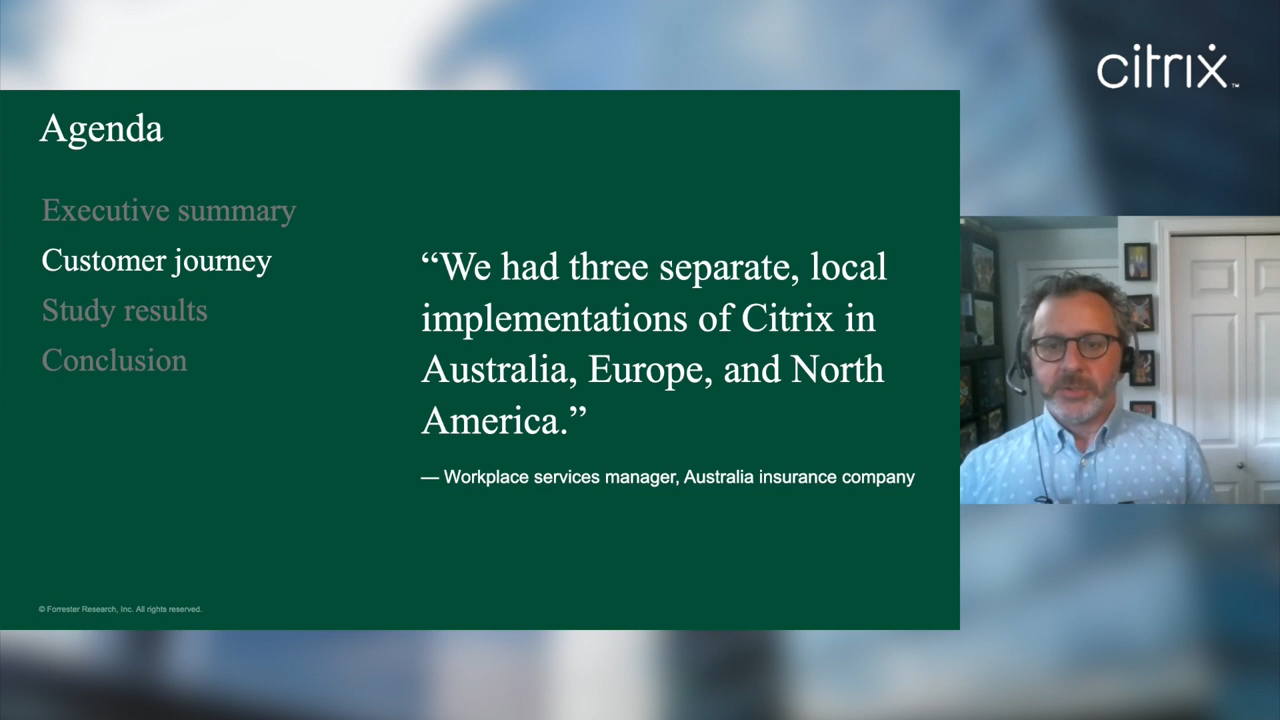 citrix™
Agenda
Executive summary
Customer journey
Study results
Conclusion
“We had three separate, local
implementations of Citrix in
Australia, Europe, and North
America.”
— Workplace services manager, Australia insurance company
© Forrester Research, Inc. All rights reserved.